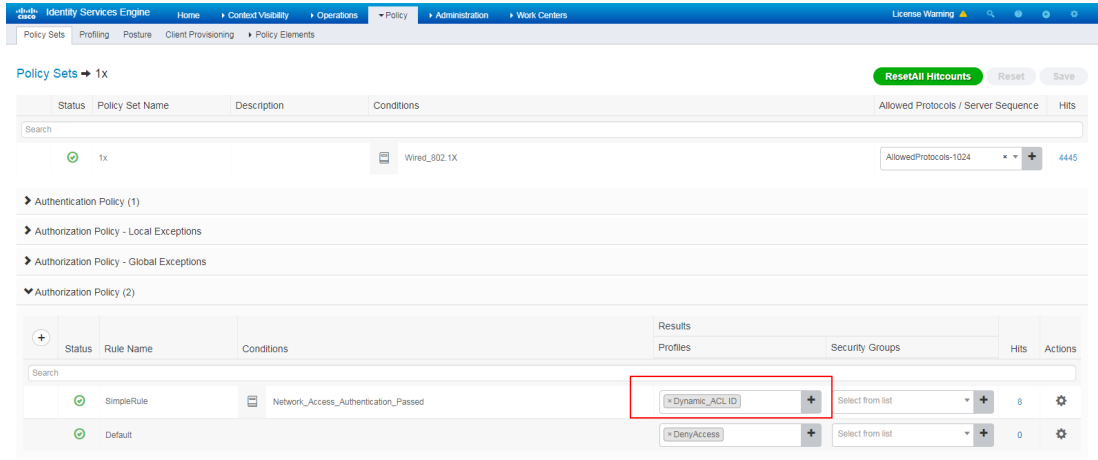 CISCO Identity Services Engine Home Context Visibility Operations Policy Administration Work Centers License Warning
Policy Sets Profiling Posture Client Provisioning Policy Elements
Policy Sets ➔ 1x ResetAll Hitcounts Reset Save
Status Policy Set Name Description Conditions Allowed Protocols / Server Sequence Hits
Search
1x Wired_802.1X AllowedProtocols-1024 × + 4445
Authentication Policy (1)
Authorization Policy - Local Exceptions
Authorization Policy - Global Exceptions
Authorization Policy (2)
Results
+ Status Rule Name Conditions Profiles Security Groups Hits Actions
Search
SimpleRule Network_Access_Authentication_Passed ×Dynamic_ACL ID + Select from list + 8
Default ×DenyAccess + Select from list + 0